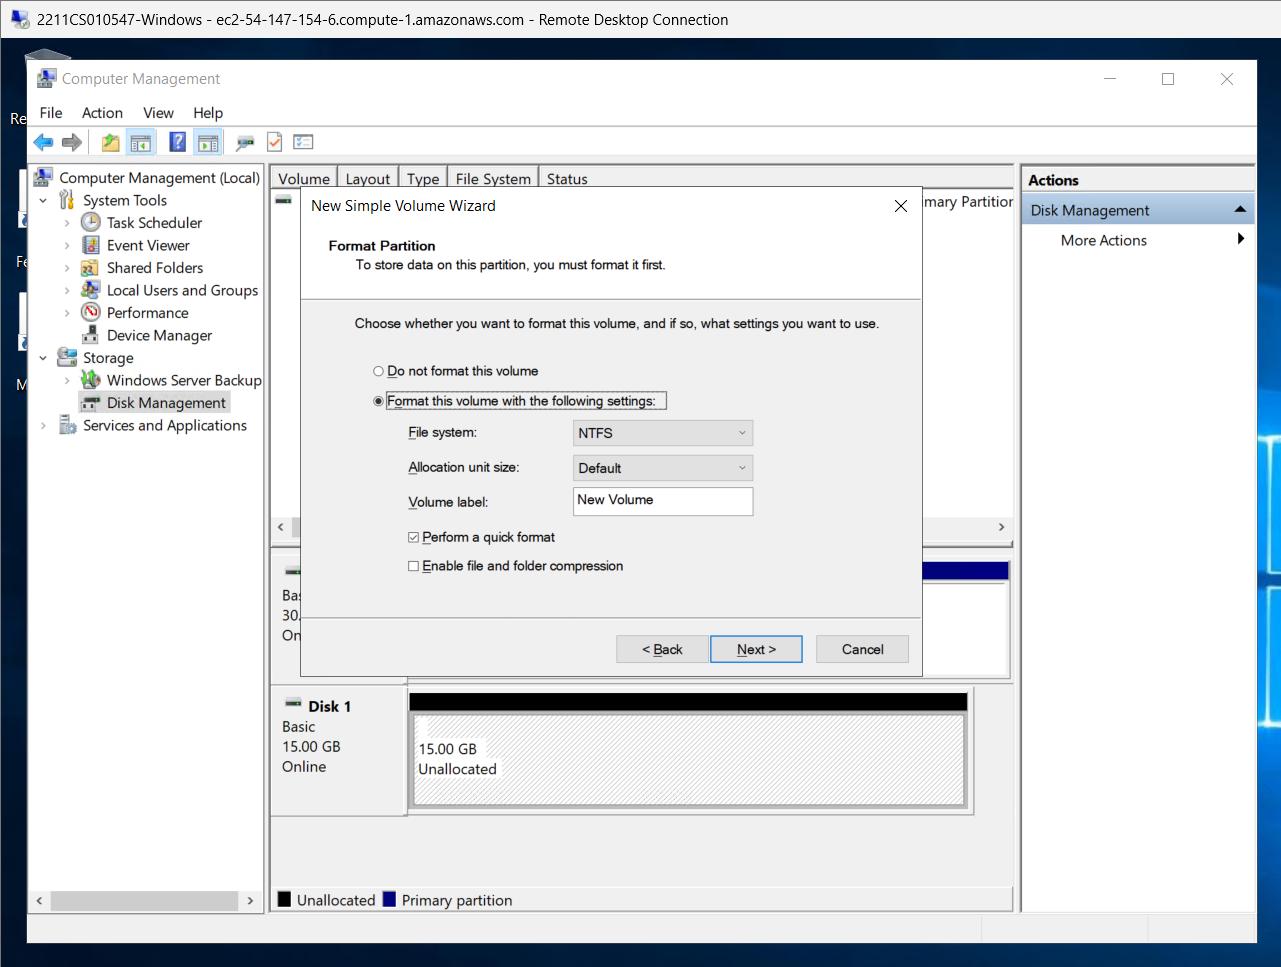 2211CS010547-Windows - ec2-54-147-154-6.compute-1.amazonaws.com - Remote Desktop Connection
Computer Management
File Action View Help
Computer Management (Local)
System Tools
Task Scheduler
Event Viewer
Shared Folders
Local Users and Groups
Performance
Device Manager
Storage
Windows Server Backup
Disk Management
Services and Applications
Volume Layout Type File System Status
imary Partition
New Simple Volume Wizard
Format Partition
To store data on this partition, you must format it first.
Choose whether you want to format this volume, and if so, what settings you want to use.
Do not format this volume
Format this volume with the following settings:
File system: NTFS
Allocation unit size: Default
Volume label: New Volume
Perform a quick format
Enable file and folder compression
< Back Next > Cancel
Bas
30.
On
Disk 1
Basic
15.00 GB
Online
15.00 GB
Unallocated
Unallocated Primary partition
Actions
Disk Management
More Actions
Re
Fe
M